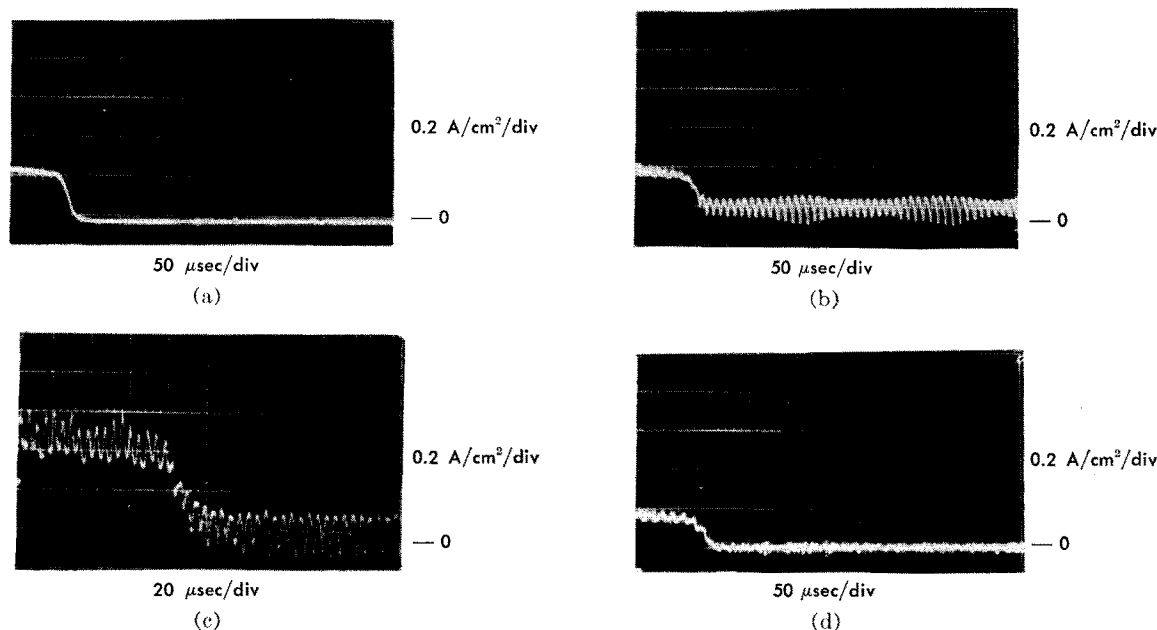 0.2 A/cm²/div
— 0
50 μsec/div
(a)
0.2 A/cm²/div
— 0
50 μsec/div
(b)
0.2 A/cm²/div
— 0
20 μsec/div
(c)
0.2 A/cm²/div
— 0
50 μsec/div
(d)